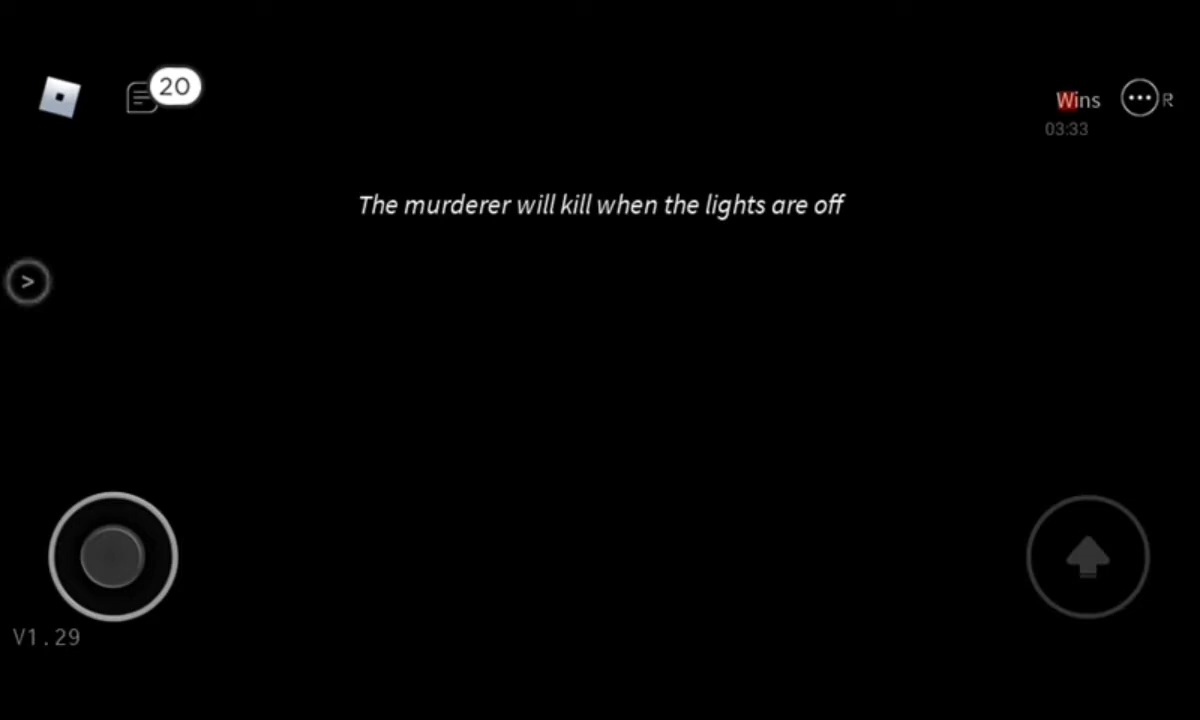 20
Wins
R
03:33
The murderer will kill when the lights are off
>
V1.29